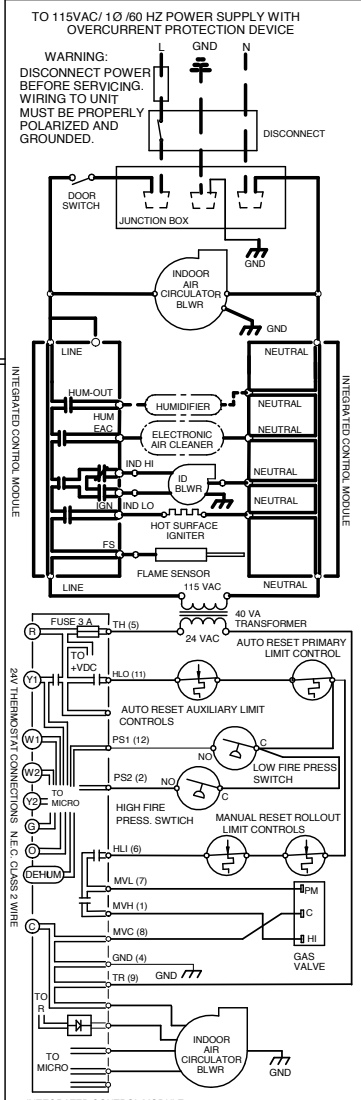 TO 115VAC/ 1Ø /60 HZ POWER SUPPLY WITH
OVERCURRENT PROTECTION DEVICE
L GND N
WARNING:
DISCONNECT POWER
BEFORE SERVICING.
WIRING TO UNIT
MUST BE PROPERLY
POLARIZED AND
GROUNDED.
DISCONNECT
DOOR
SWITCH
JUNCTION BOX
GND
INDOOR
AIR
CIRCULATOR
BLWR
GND
LINE
NEUTRAL
INTEGRATED CONTROL MODULE
INTEGRATED CONTROL MODULE
HUM-OUT
HUM
HUMIDIFIER
NEUTRAL
EAC
ELECTRONIC
AIR CLEANER
NEUTRAL
IND HI
ID
BLWR
NEUTRAL
IGN
IND LO
HOT SURFACE
IGNITER
NEUTRAL
FS
FLAME SENSOR
LINE
115 VAC
NEUTRAL
40 VA
TRANSFORMER
24 VAC
R
FUSE 3 A
TH (5)
AUTO RESET PRIMARY
LIMIT CONTROL
TO
+VDC
Y1
HLO (11)
AUTO RESET AUXILIARY LIMIT
CONTROLS
24V THERMOSTAT CONNECTIONS N.E.C. CLASS 2 WIRE
W1
PS1 (12)
NO
C
LOW FIRE PRESS
SWITCH
W2
TO
MICRO
PS2 (2)
NO
C
Y2
HIGH FIRE
PRESS. SWTICH
G
MANUAL RESET ROLLOUT
LIMIT CONTROLS
O
HLI (6)
DEHUM
MVL (7)
PM
MVH (1)
C
C
MVC (8)
HI
GAS
VALVE
GND (4)
GND
TR (9)
TO
R
INDOOR
AIR
CIRCULATOR
BLWR
TO
MICRO
GND
INTEGRATED CONTROL MODULE